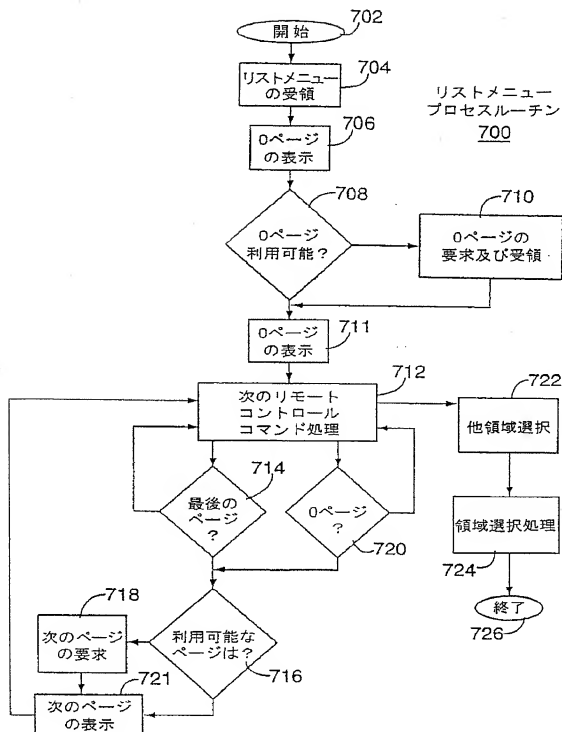 開始
702
リストメニュー
の受領
704
リストメニュー
プロセスルーチン
700
706
0ページ
の表示
708
0ページ
利用可能?
710
0ページの
要求及び受領
711
0ページ
の表示
712
次のリモート
コントロール
コマンド処理
722
他領域選択
714
最後の
ページ
?
0ページ
?
720
領域選択処理
724
718
次のページ
の要求
利用可能な
ページは?
716
終了
726
721
次のページ
の表示